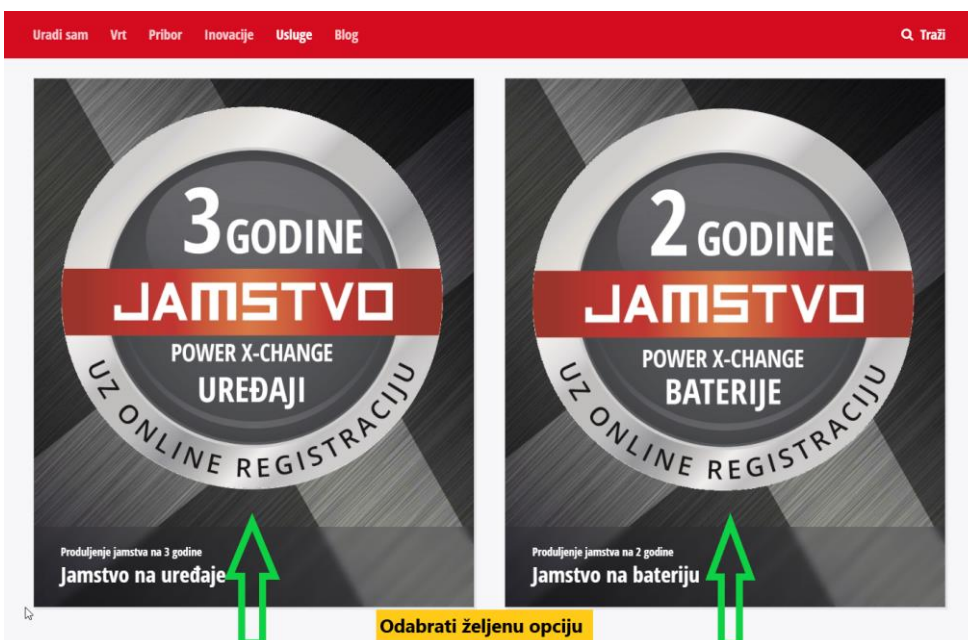 Uradi sam Vrt Pribor Inovacije Usluge Blog Traži
3 GODINE
JAMSTVO
POWER X-CHANGE
UREĐAJI
UZ ONLINE REGISTRACIJU
Produljenje jamstva na 3 godine
Jamstvo na uređaje
2 GODINE
JAMSTVO
POWER X-CHANGE
BATERIJE
UZ ONLINE REGISTRACIJU
Produljenje jamstva na 2 godine
Jamstvo na bateriju
Odabrati željenu opciju